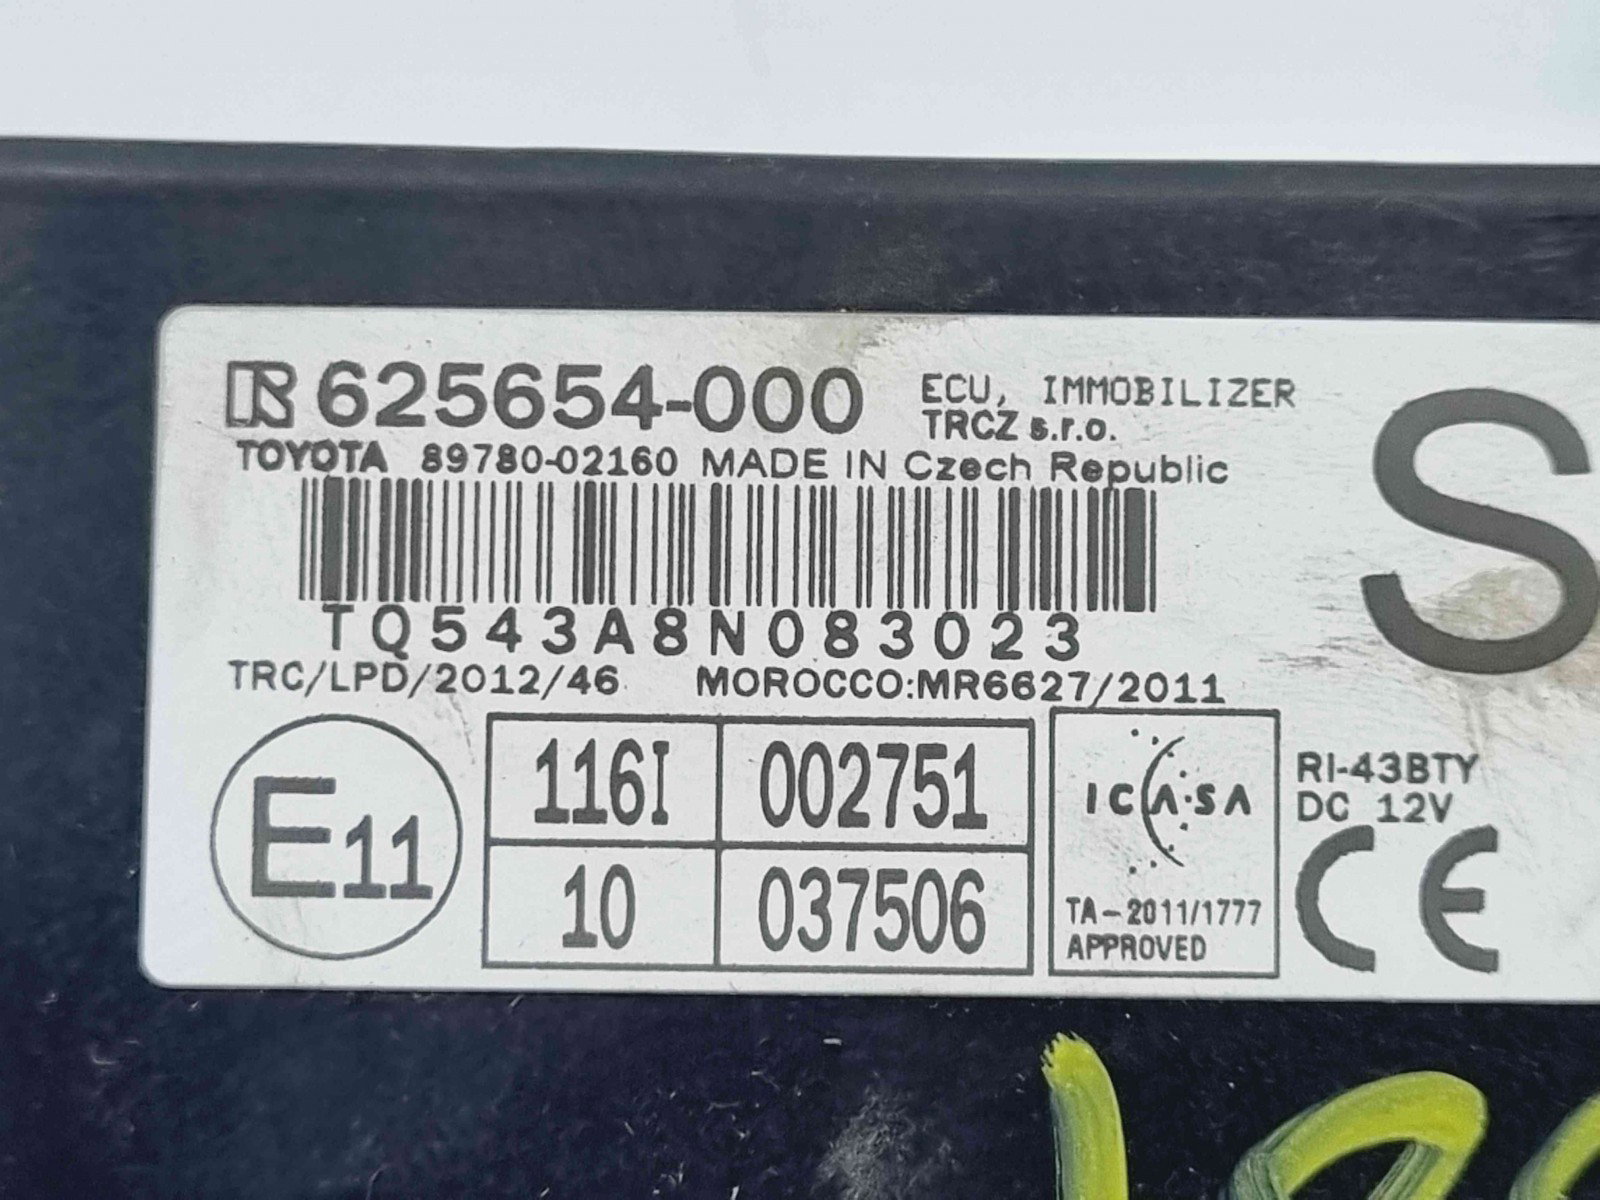 625654-000 ECU, IMMOBILIZER
TRCZ s.r.o.
TOYOTA 89780-02160 MADE IN Czech Republic
TQ543A8N083023
TRC/LPD/2012/46 MOROCCO:MR6627/2011
E11
116I 002751
10 037506
ICASA
TA-2011/1777
APPROVED
RI-43BTY
DC 12V
CE
S